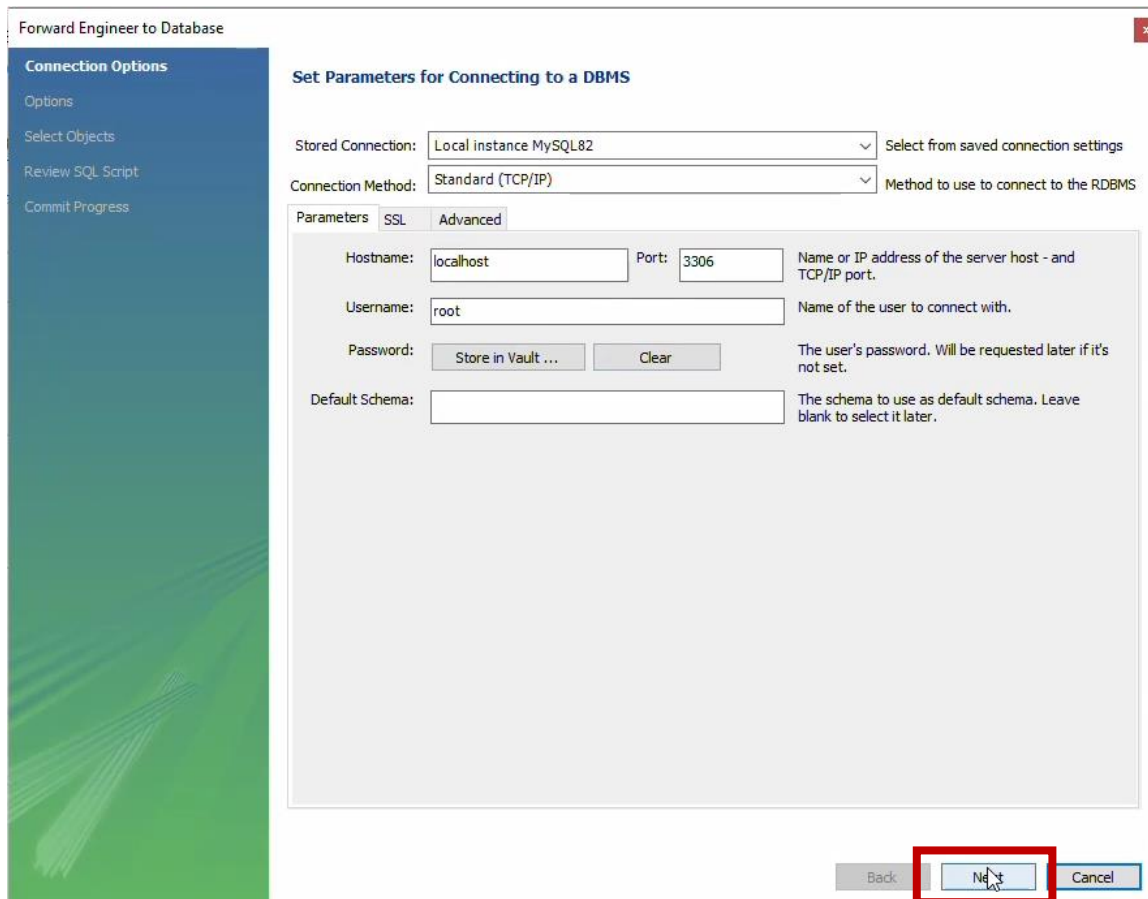 Forward Engineer to Database
Connection Options
Options
Select Objects
Review SQL Script
Commit Progress
Set Parameters for Connecting to a DBMS
Stored Connection: Local instance MySQL82 Select from saved connection settings
Connection Method: Standard (TCP/IP) Method to use to connect to the RDBMS
Parameters SSL Advanced
Hostname: localhost Port: 3306 Name or IP address of the server host - and
TCP/IP port.
Username: root Name of the user to connect with.
Password: Store in Vault ... Clear The user's password. Will be requested later if it's
not set.
Default Schema: The schema to use as default schema. Leave
blank to select it later.
Back Next Cancel